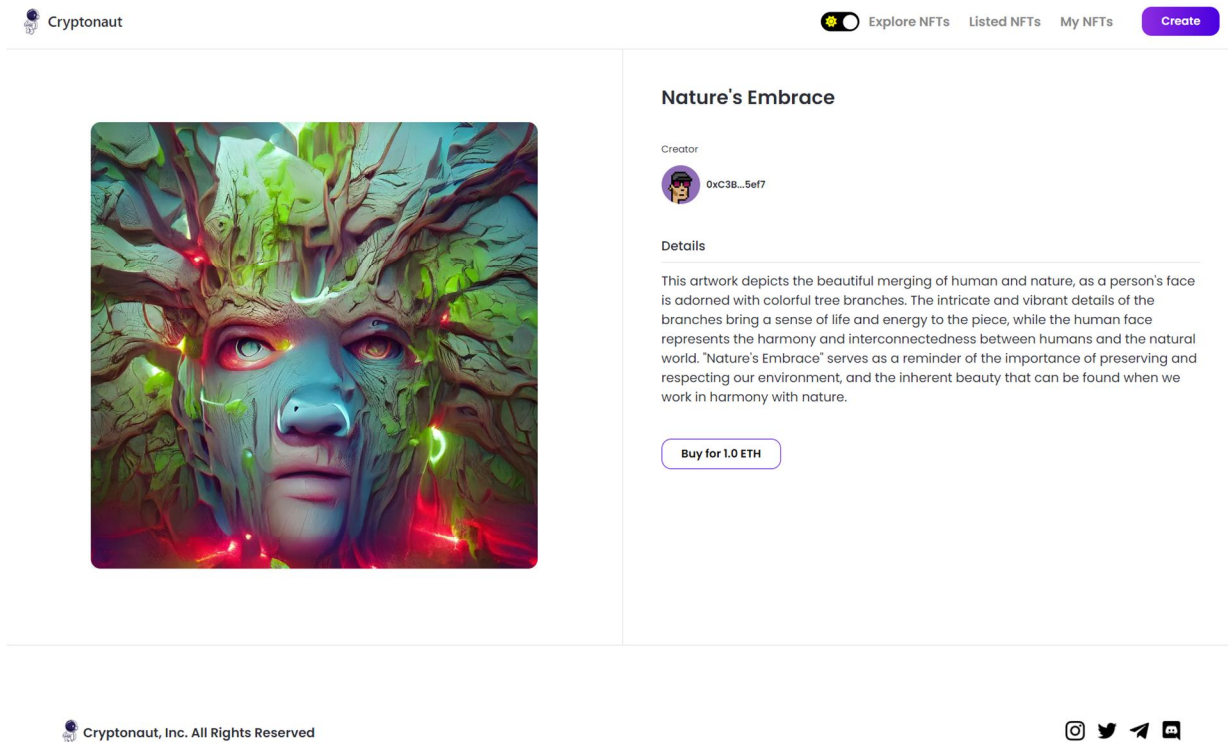 Cryptonaut
Explore NFTs
Listed NFTs
My NFTs
Create
Nature's Embrace
Creator
0xC3B...5ef7
Details
This artwork depicts the beautiful merging of human and nature, as a person's face
is adorned with colorful tree branches. The intricate and vibrant details of the
branches bring a sense of life and energy to the piece, while the human face
represents the harmony and interconnectedness between humans and the natural
world. "Nature's Embrace" serves as a reminder of the importance of preserving and
respecting our environment, and the inherent beauty that can be found when we
work in harmony with nature.
Buy for 1.0 ETH
Cryptonaut, Inc. All Rights Reserved